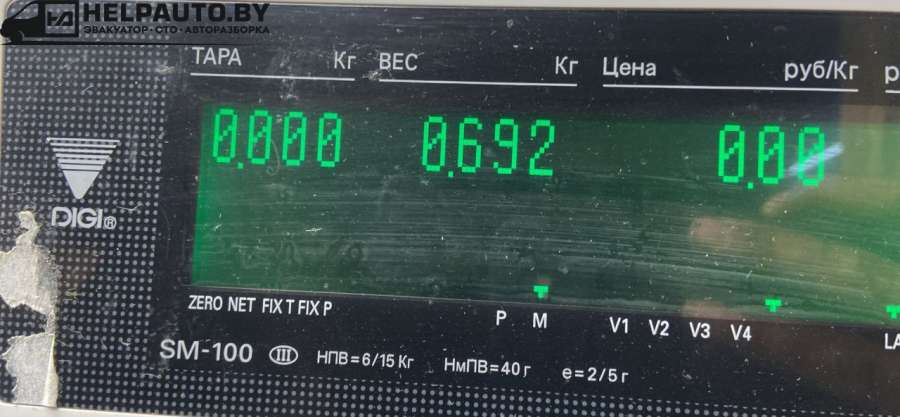 HELPAUTO.BY
ЭВАКУАТОР · СТО · АВТОРАЗБОРКА
ТАРА Кг ВЕС Кг Цена руб/Кг
0.000 0.692 0.00
DIGI®
ZERO NET FIX T FIX P P M V1 V2 V3 V4
SM-100 III НПВ=6/15 Кг НмПВ=40 г e=2/5 г